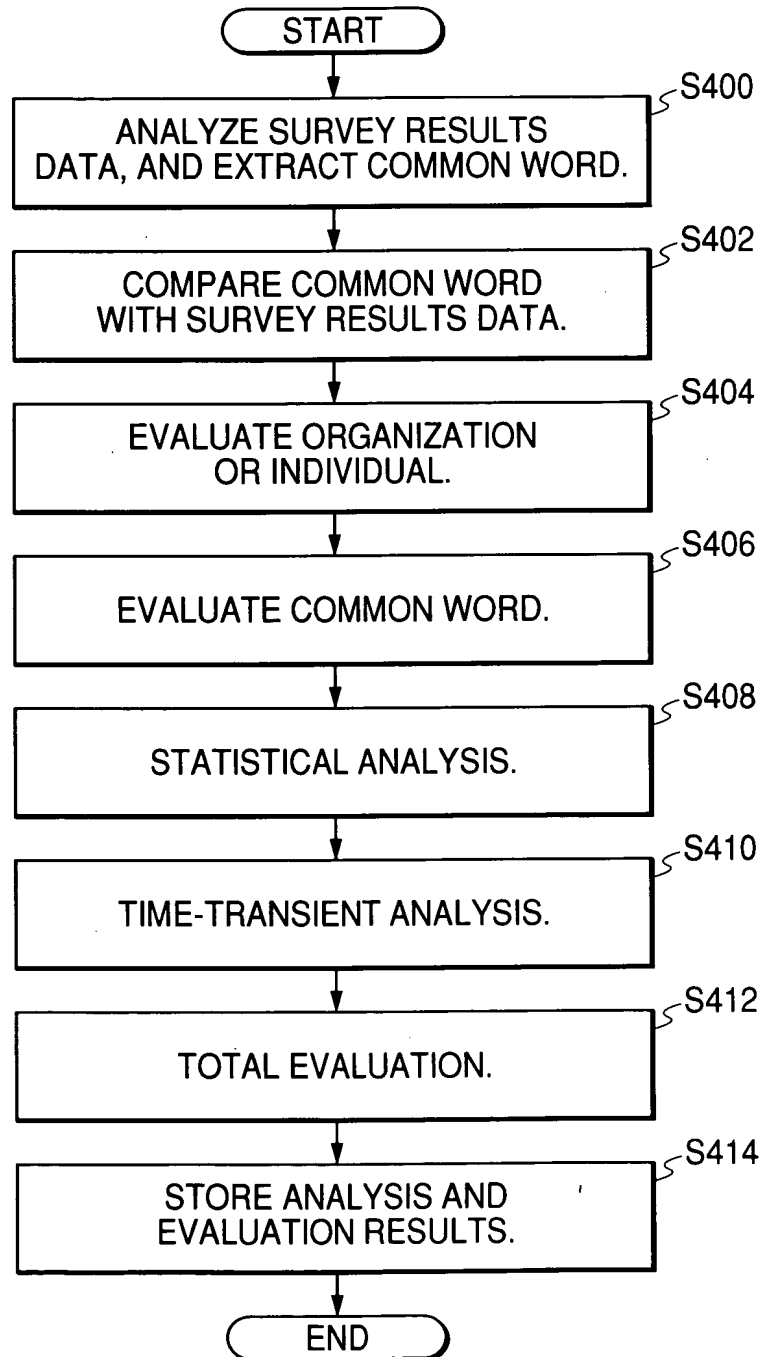 START
S400
ANALYZE SURVEY RESULTS
DATA, AND EXTRACT COMMON WORD.
S402
COMPARE COMMON WORD
WITH SURVEY RESULTS DATA.
S404
EVALUATE ORGANIZATION
OR INDIVIDUAL.
S406
EVALUATE COMMON WORD.
S408
STATISTICAL ANALYSIS.
S410
TIME-TRANSIENT ANALYSIS.
S412
TOTAL EVALUATION.
S414
STORE ANALYSIS AND
EVALUATION RESULTS.
END